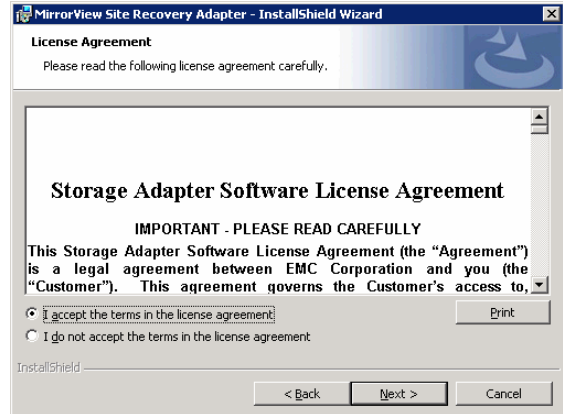 MirrorView Site Recovery Adapter - InstallShield Wizard
License Agreement
Please read the following license agreement carefully.
Storage Adapter Software License Agreement
IMPORTANT - PLEASE READ CAREFULLY
This Storage Adapter Software License Agreement (the “Agreement”)
is a legal agreement between EMC Corporation and you (the
“Customer”). This agreement governs the Customer's access to,
I accept the terms in the license agreement
Print
I do not accept the terms in the license agreement
InstallShield
< Back
Next >
Cancel